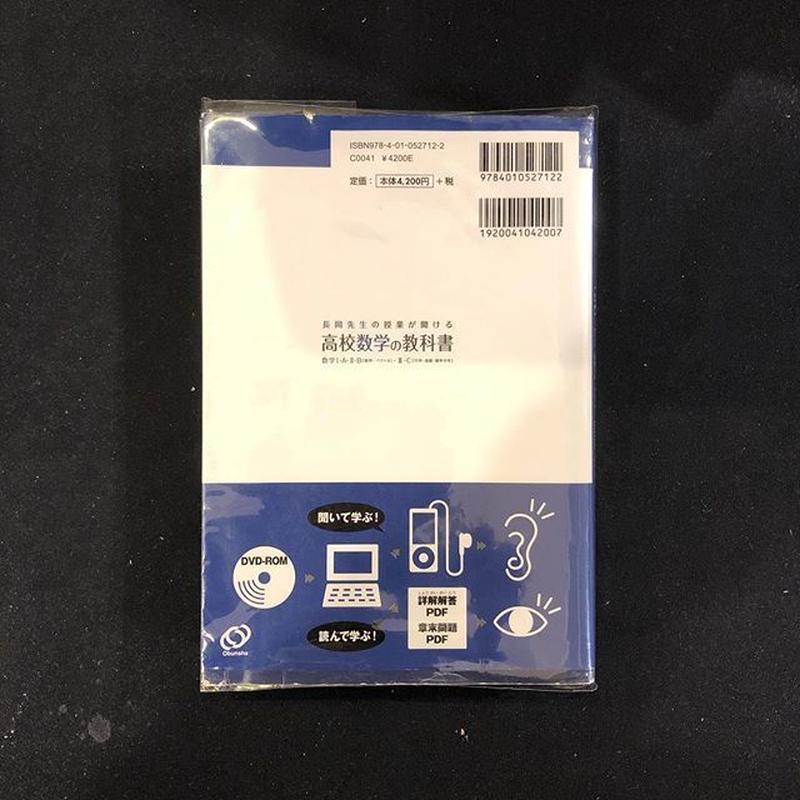 ISBN978-4-01-052712-2
C0041 ¥4200E
定価：本体4,200円＋税
9784010527122
1920041042007
長岡先生の授業が聞ける
高校数学の教科書
聞いて学ぶ！
DVD-ROM
詳解解答
PDF
章末問題
PDF
読んで学ぶ！
Obunsha